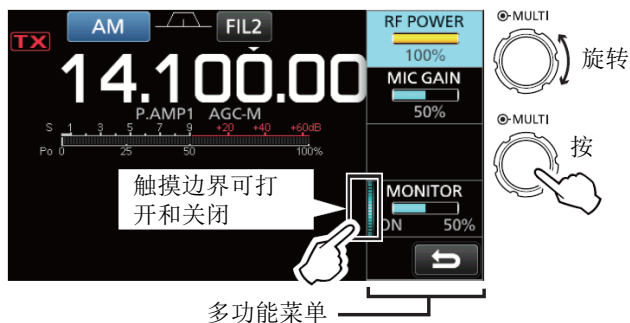 AM FIL2
TX
14.100.00
P.AMP1 AGC-M
S 1 3 5 7 9 +20 +40 +60dB
Po 0 25 50 100%
RF POWER
100%
MIC GAIN
50%
MONITOR
ON 50%
触摸边界可打
开和关闭
多功能菜单
MULTI
旋转
MULTI
按